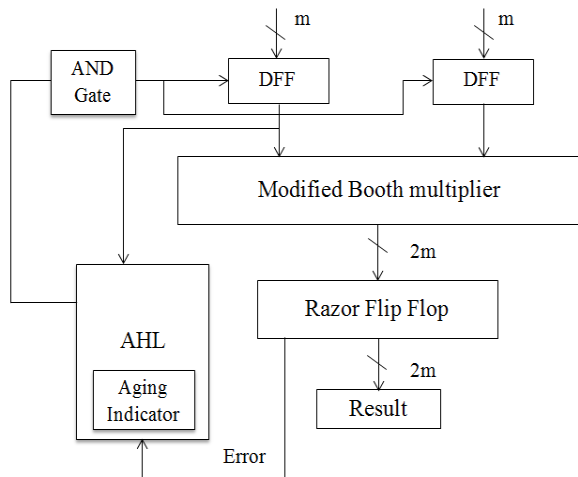 m
m
AND
Gate
DFF
DFF
Modified Booth multiplier
2m
Razor Flip Flop
AHL
2m
Aging
Indicator
Result
Error